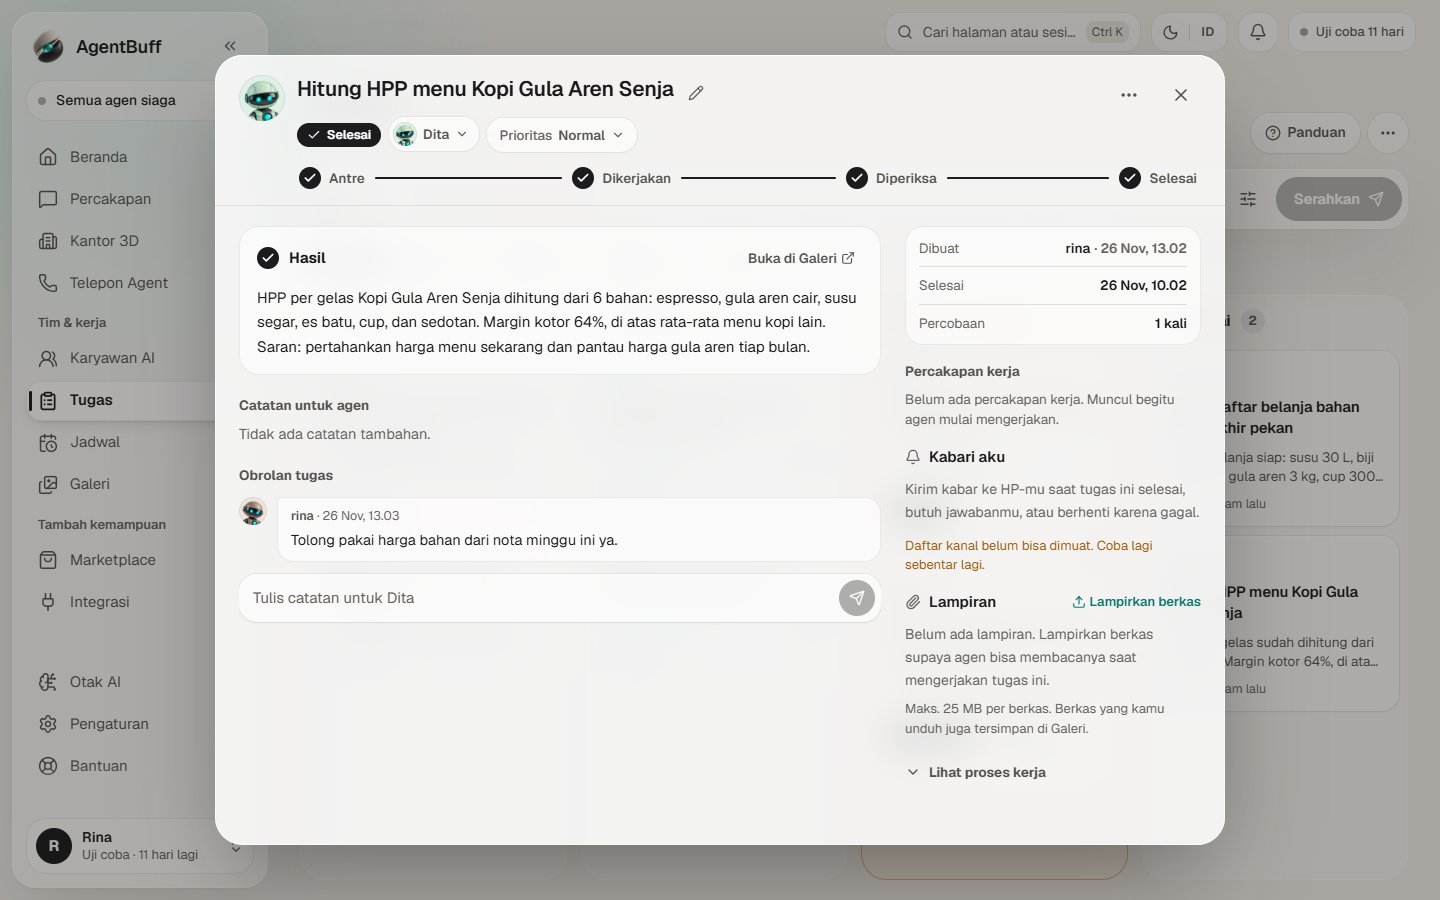 AgentBuff
Semua agen siaga
Beranda
Percakapan
Kantor 3D
Telepon Agent
Tim & kerja
Karyawan AI
Tugas
Jadwal
Galeri
Tambah kemampuan
Marketplace
Integrasi
Otak AI
Pengaturan
Bantuan
R
Rina
Uji coba · 11 hari lagi
Cari halaman atau sesi...
Ctrl K
ID
Uji coba 11 hari
Panduan
Serahkan
Hitung HPP menu Kopi Gula Aren Senja
Selesai
Dita
Prioritas Normal
Antre
Dikerjakan
Diperiksa
Selesai
Hasil
Buka di Galeri
HPP per gelas Kopi Gula Aren Senja dihitung dari 6 bahan: espresso, gula aren cair, susu
segar, es batu, cup, dan sedotan. Margin kotor 64%, di atas rata-rata menu kopi lain.
Saran: pertahankan harga menu sekarang dan pantau harga gula aren tiap bulan.
Catatan untuk agen
Tidak ada catatan tambahan.
Obrolan tugas
rina · 26 Nov, 13.03
Tolong pakai harga bahan dari nota minggu ini ya.
Tulis catatan untuk Dita
Dibuat
rina · 26 Nov, 13.02
Selesai
26 Nov, 10.02
Percobaan
1 kali
Percakapan kerja
Belum ada percakapan kerja. Muncul begitu
agen mulai mengerjakan.
Kabari aku
Kirim kabar ke HP-mu saat tugas ini selesai,
butuh jawabanmu, atau berhenti karena gagal.
Daftar kanal belum bisa dimuat. Coba lagi
sebentar lagi.
Lampiran
Lampirkan berkas
Belum ada lampiran. Lampirkan berkas
supaya agen bisa membacanya saat
mengerjakan tugas ini.
Maks. 25 MB per berkas. Berkas yang kamu
unduh juga tersimpan di Galeri.
Lihat proses kerja
2
belanja bahan
pekan
siap: susu 30 L, biji
gula aren 3 kg, cup 300...
lalu
menu Kopi Gula
sudah dihitung dari
Margin kotor 64%, di ata...
lalu